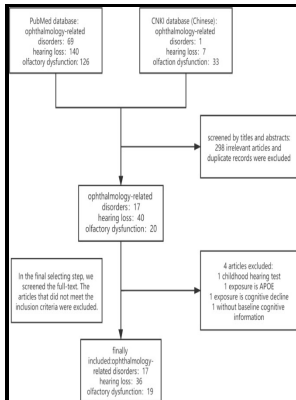 PubMed database:
ophthalmology-related
disorders: 69
hearing loss: 140
olfactory dysfunction: 126
CNKI database (Chinese):
ophthalmology-related
disorders: 1
hearing loss: 7
olfaction dysfunction: 33
screened by titles and abstracts:
298 irrelevant articles and
duplicate records were excluded
ophthalmology-related
disorders: 17
hearing loss: 40
olfactory dysfunction: 20
In the final selecting step, we
screened the full-text. The
articles that did not meet the
inclusion criteria were excluded.
4 articles excluded:
1 childhood hearing test
1 exposure is APOE
1 exposure is cognitive decline
1 without baseline cognitive
information
finally
included:ophthalmology-
related disorders: 17
hearing loss: 36
olfactory dysfunction: 19